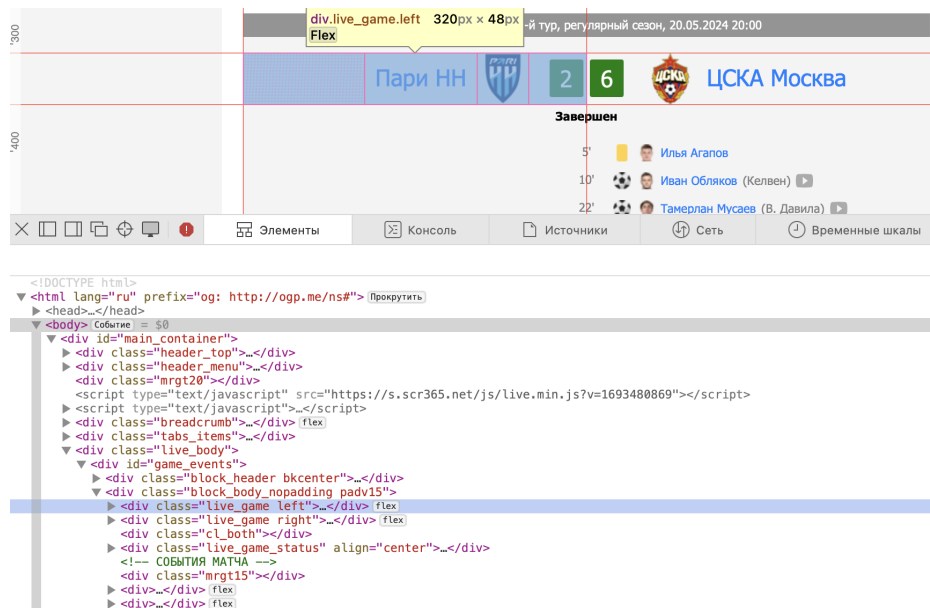 div.live_game.left 320px × 48px
Flex
-й тур, регулярный сезон, 20.05.2024 20:00
'300
Пари НН
ПАРИ НН
2
6
ЦСКА
ЦСКА Москва
Завершен
'400
5'
Илья Агапов
10'
Иван Обляков (Келвен)
22'
Тамерлан Мусаев (В. Давила)
Элементы
Консоль
Источники
Сеть
Временные шкалы
<!DOCTYPE html>
<html lang="ru" prefix="og: http://ogp.me/ns#"> Прокрутить
<head>…</head>
<body> Событие = $0
<div id="main_container">
<div class="header_top">…</div>
<div class="header_menu">…</div>
<div class="mrgt20"></div>
<script type="text/javascript" src="https://s.scr365.net/js/live.min.js?v=1693480869"></script>
<script type="text/javascript">…</script>
<div class="breadcrumb">…</div> flex
<div class="tabs_items">…</div>
<div class="live_body">
<div id="game_events">
<div class="block_header bkcenter">…</div>
<div class="block_body_nopadding padv15">
<div class="live_game left">…</div> flex
<div class="live_game right">…</div> flex
<div class="cl_both"></div>
<div class="live_game_status" align="center">…</div>
<!-- СОБЫТИЯ МАТЧА -->
<div class="mrgt15"></div>
<div>…</div> flex
<div>…</div> flex